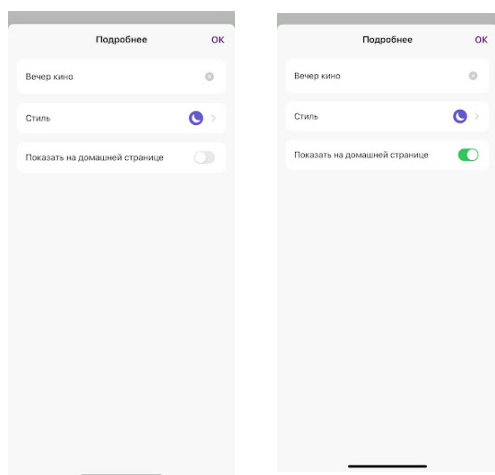 Подробнее
OK
Вечер кино
Стиль
Показать на домашней странице
Подробнее
OK
Вечер кино
Стиль
Показать на домашней странице